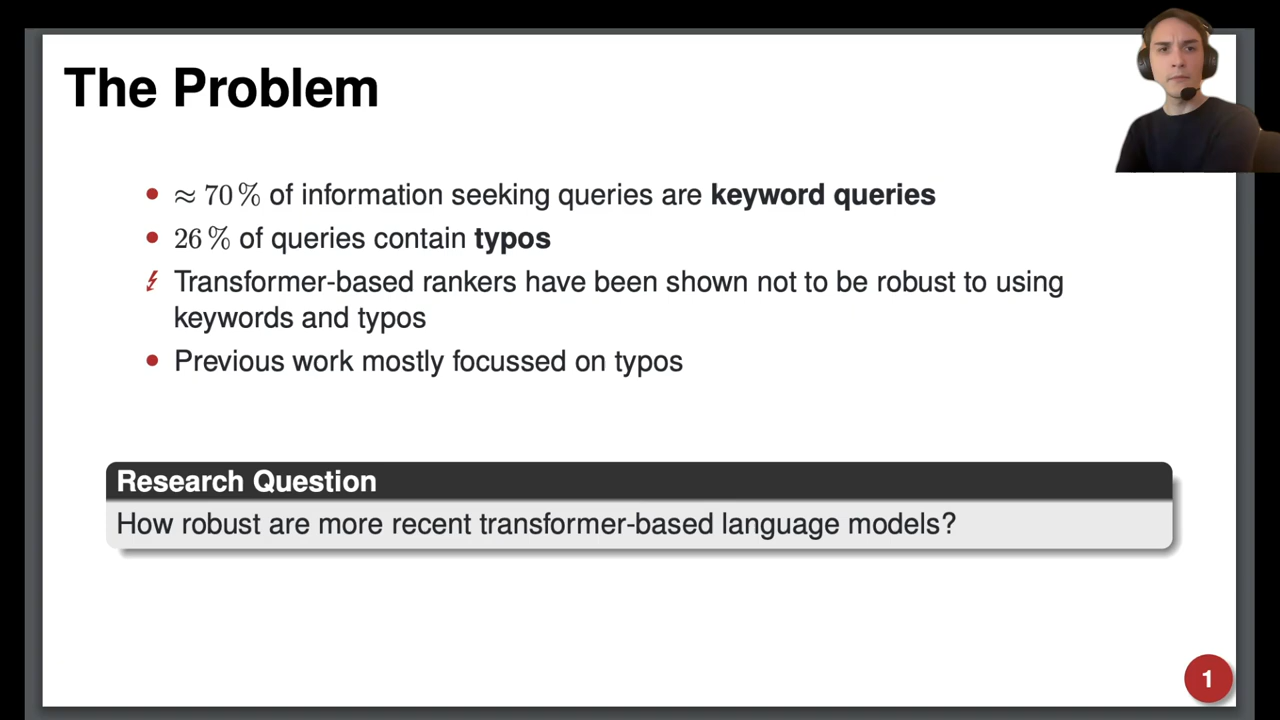 The Problem
≈ 70 % of information seeking queries are keyword queries
26 % of queries contain typos
Transformer-based rankers have been shown not to be robust to using
keywords and typos
Previous work mostly focussed on typos
Research Question
How robust are more recent transformer-based language models?
1